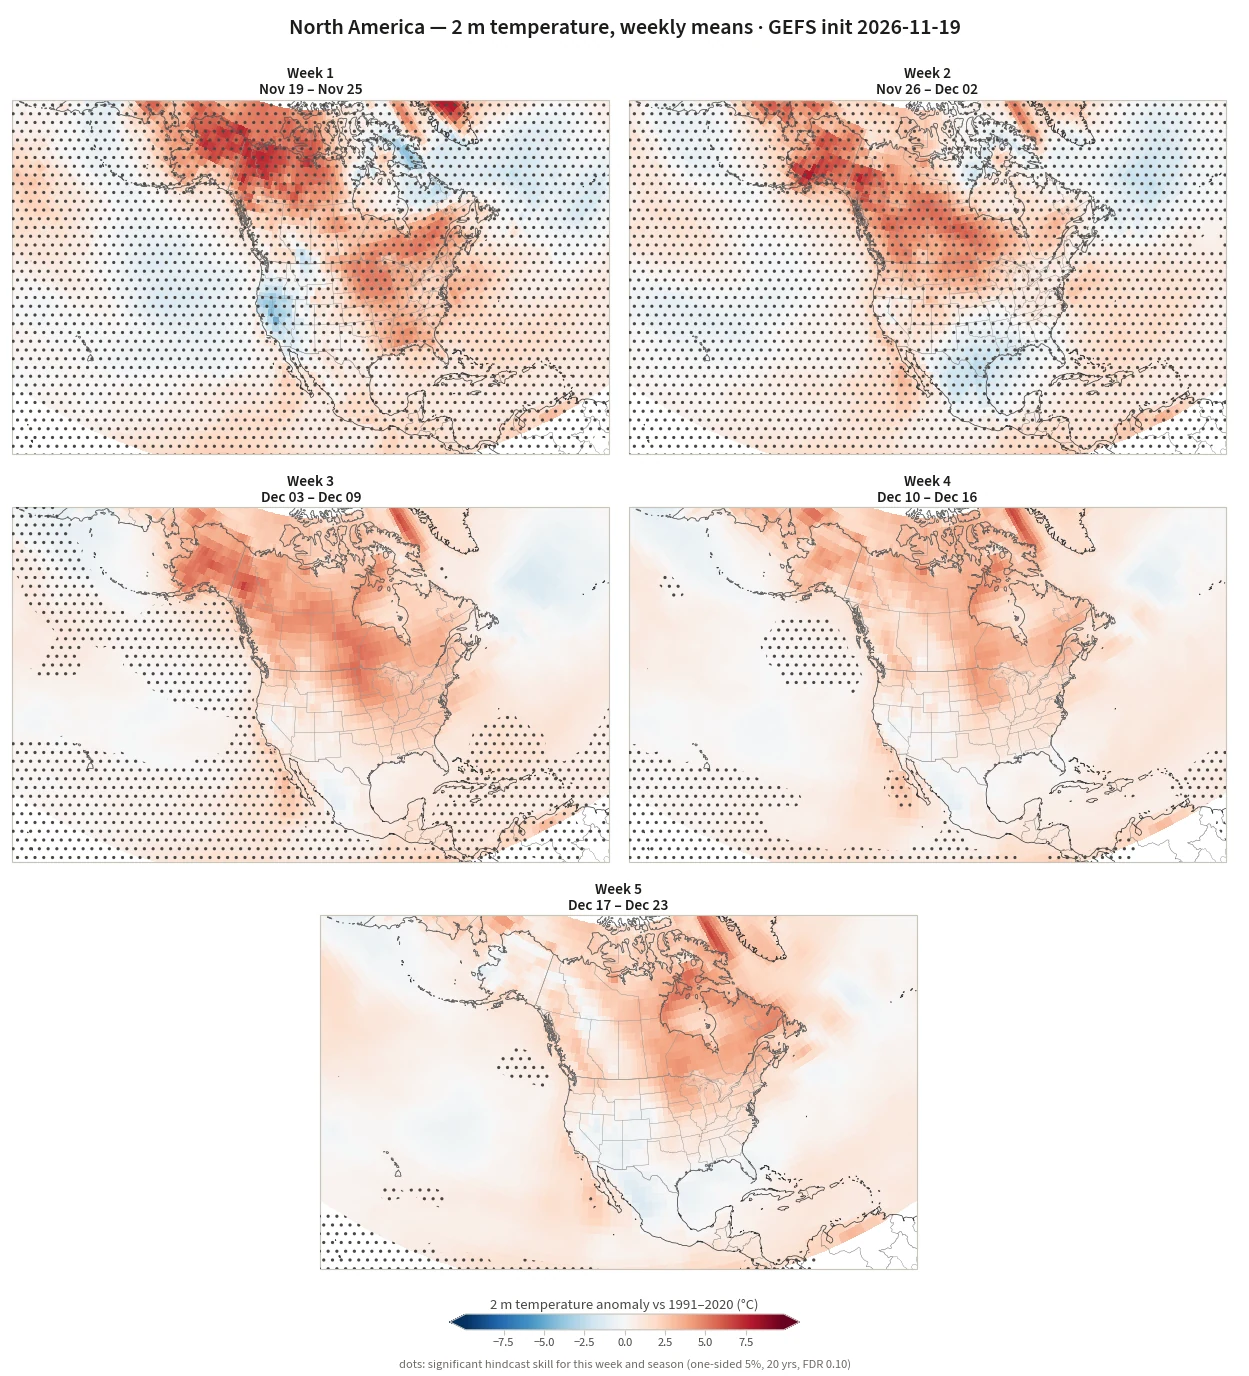 North America — 2 m temperature, weekly means · GEFS init 2026-11-19
Week 1
Nov 19 – Nov 25
Week 2
Nov 26 – Dec 02
Week 3
Dec 03 – Dec 09
Week 4
Dec 10 – Dec 16
Week 5
Dec 17 – Dec 23
2 m temperature anomaly vs 1991–2020 (°C)
−7.5 −5.0 −2.5 0.0 2.5 5.0 7.5
dots: significant hindcast skill for this week and season (one-sided 5%, 20 yrs, FDR 0.10)